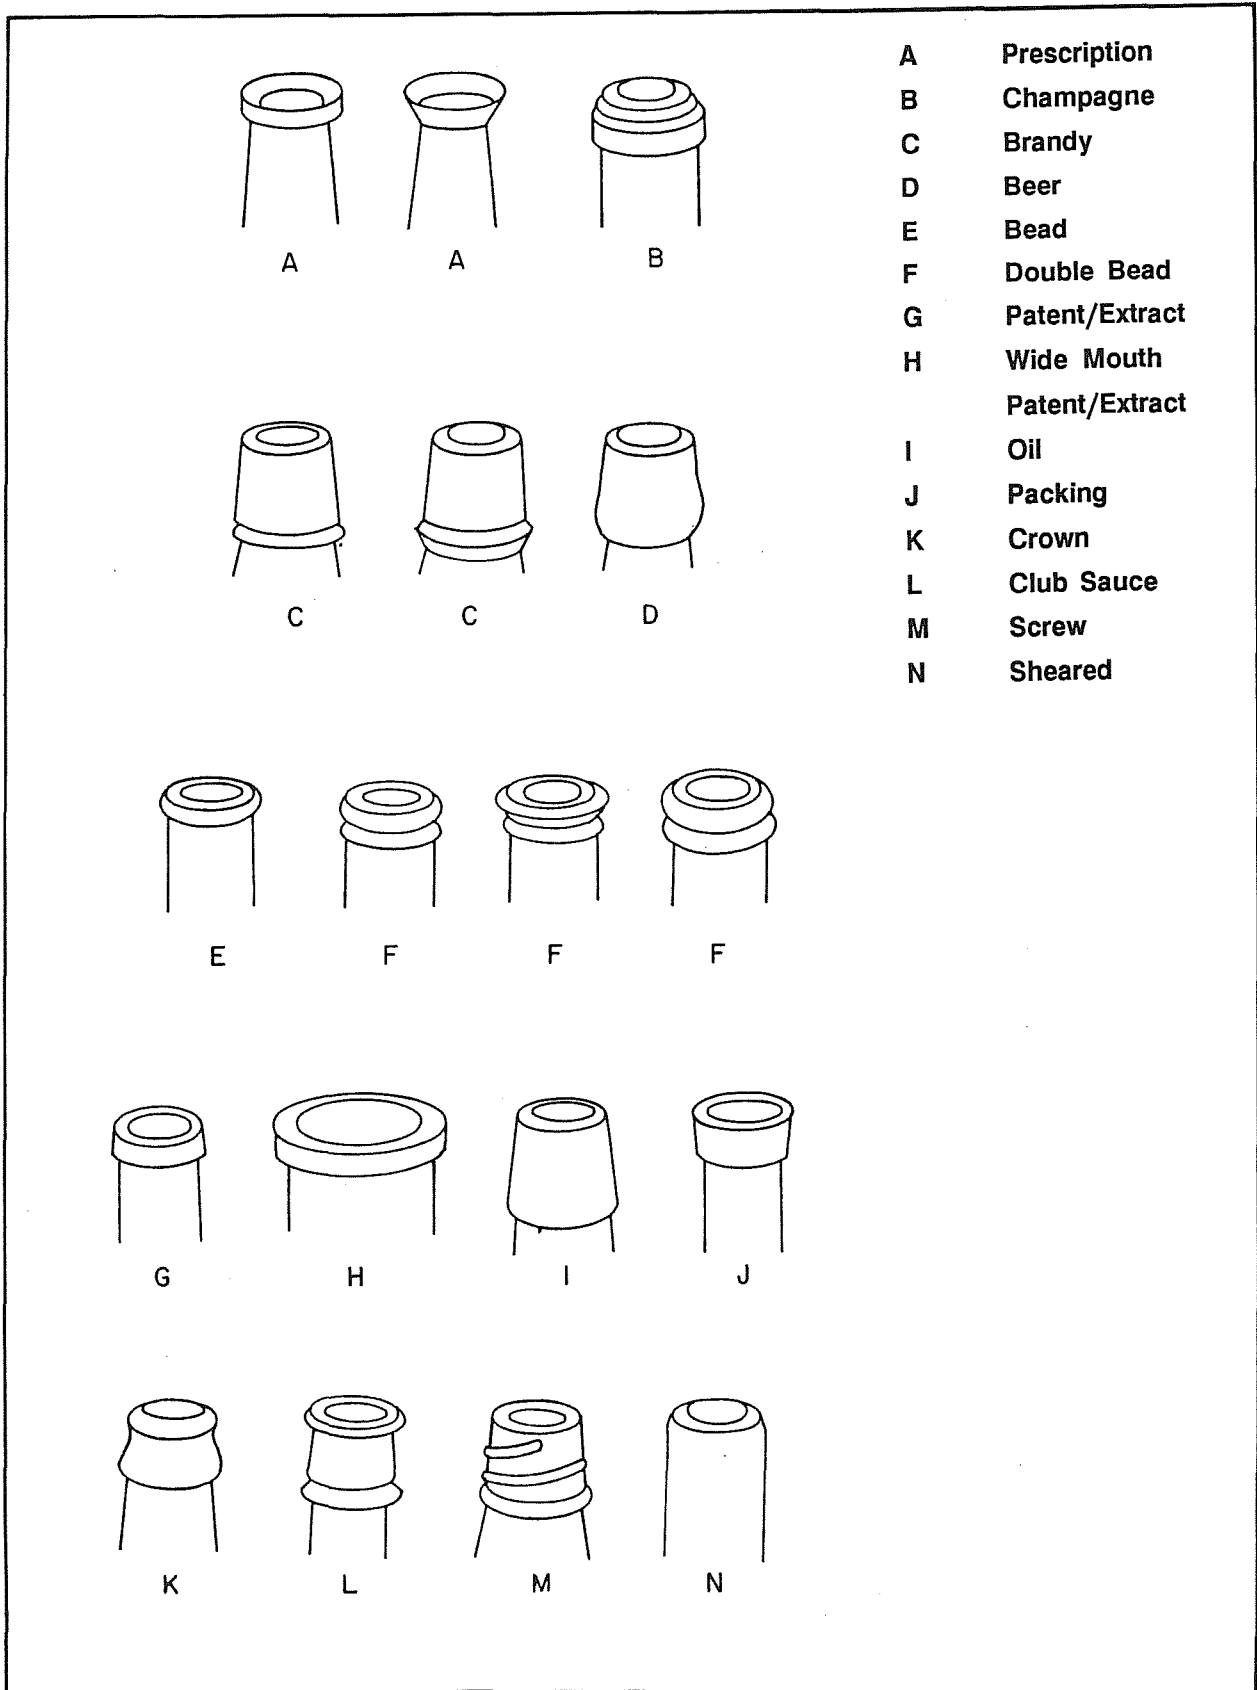 A Prescription
B Champagne
C Brandy
D Beer
E Bead
F Double Bead
G Patent/Extract
H Wide Mouth
Patent/Extract
I Oil
J Packing
K Crown
L Club Sauce
M Screw
N Sheared
A A B
C C D
E F F F
G H I J
K L M N